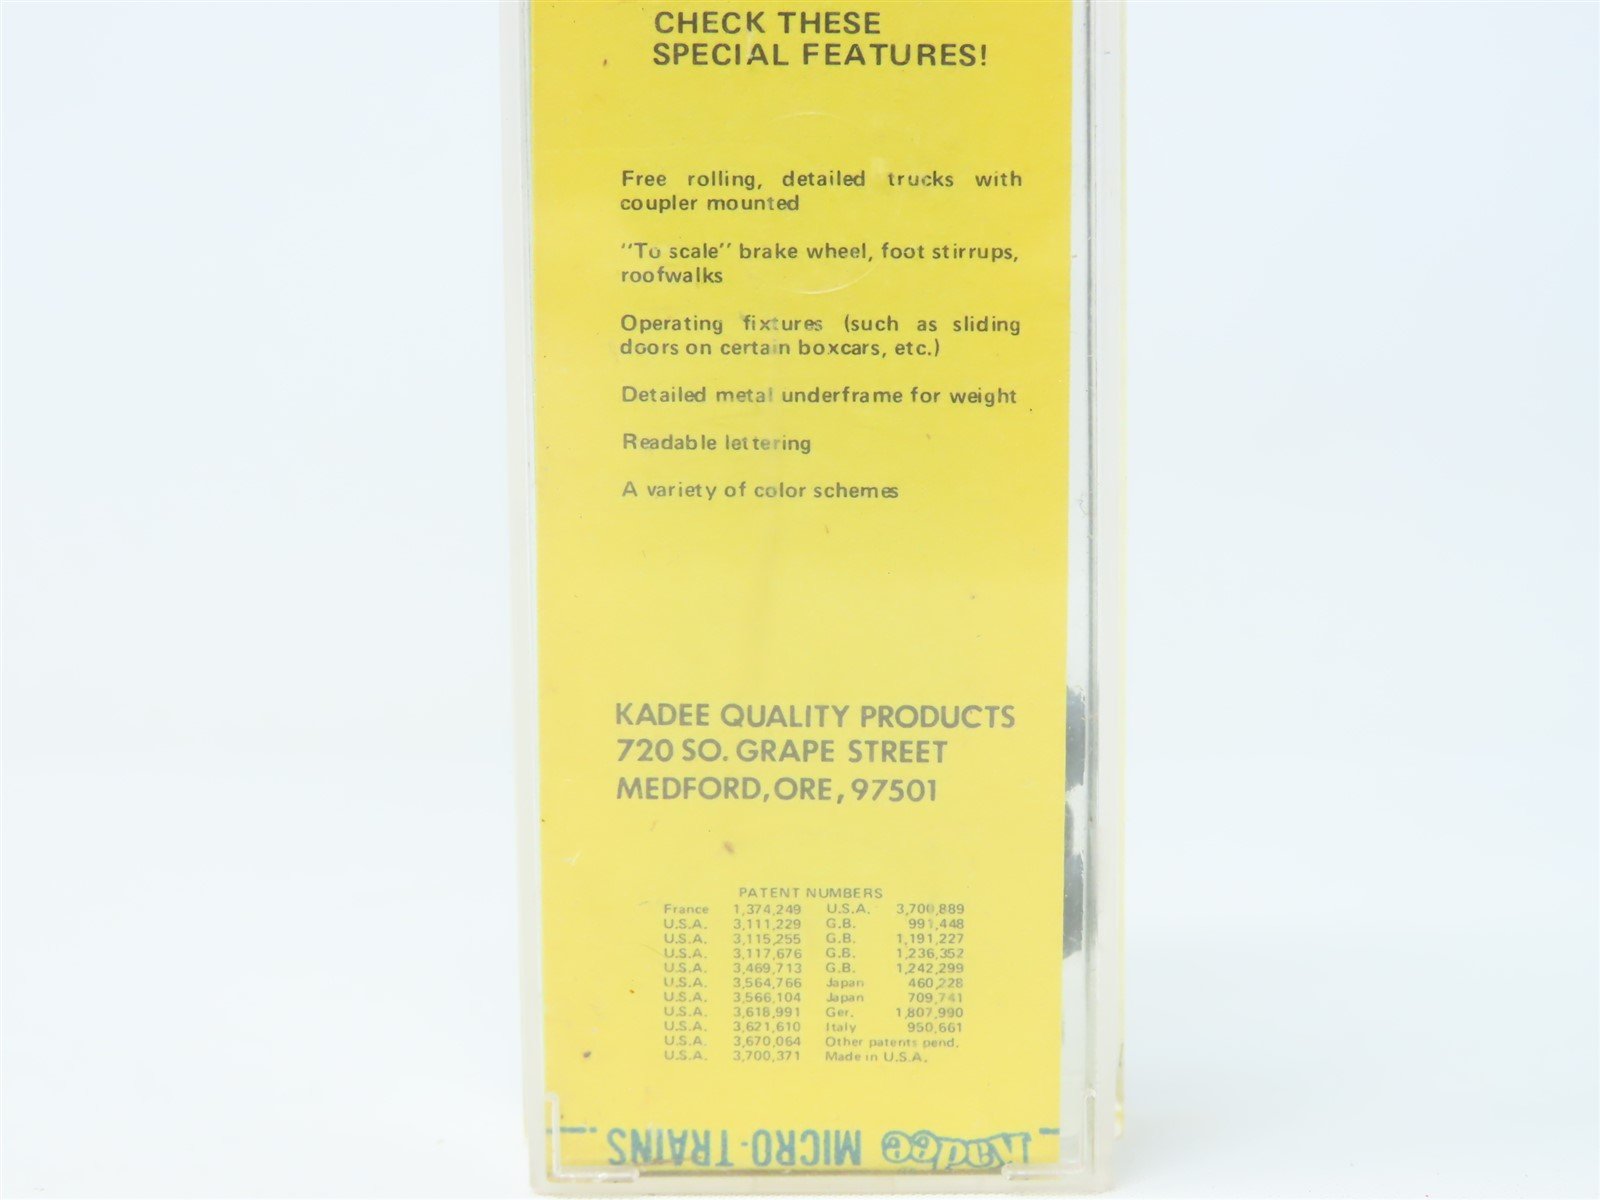 CHECK THESE
SPECIAL FEATURES!
Free rolling, detailed trucks with
coupler mounted
"To scale" brake wheel, foot stirrups,
roofwalks
Operating fixtures (such as sliding
doors on certain boxcars, etc.)
Detailed metal underframe for weight
Readable lettering
A variety of color schemes
KADEE QUALITY PRODUCTS
720 SO. GRAPE STREET
MEDFORD, ORE, 97501
PATENT NUMBERS
France 1,374,249 U.S.A. 3,700,889
U.S.A. 3,111,229 G.B. 991,448
U.S.A. 3,115,255 G.B. 1,191,227
U.S.A. 3,117,676 G.B. 1,236,352
U.S.A. 3,469,713 G.B. 1,242,299
U.S.A. 3,564,766 Japan 460,228
U.S.A. 3,566,104 Japan 709,741
U.S.A. 3,618,991 Ger. 1,807,990
U.S.A. 3,621,610 Italy 950,661
U.S.A. 3,670,064 Other patents pend.
U.S.A. 3,700,371 Made in U.S.A.
Kadee MICRO-TRAINS